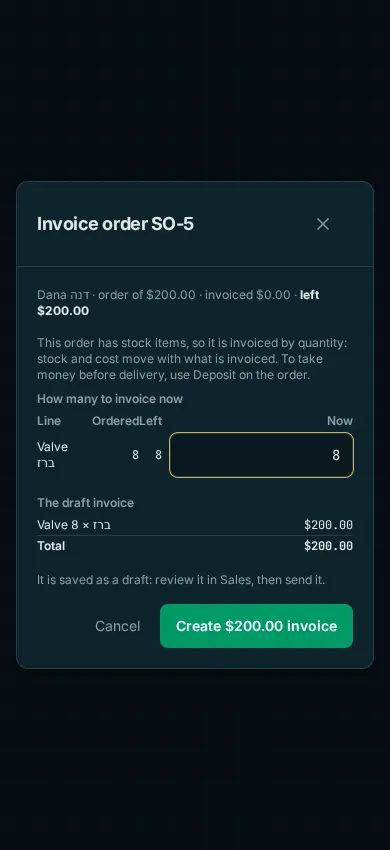 Invoice order SO-5
Dana דנה · order of $200.00 · invoiced $0.00 · left
$200.00
This order has stock items, so it is invoiced by quantity:
stock and cost move with what is invoiced. To take
money before delivery, use Deposit on the order.
How many to invoice now
Line Ordered Left Now
Valve
ברז
8 8 8
The draft invoice
Valve ברז × 8 $200.00
Total $200.00
It is saved as a draft: review it in Sales, then send it.
Cancel Create $200.00 invoice